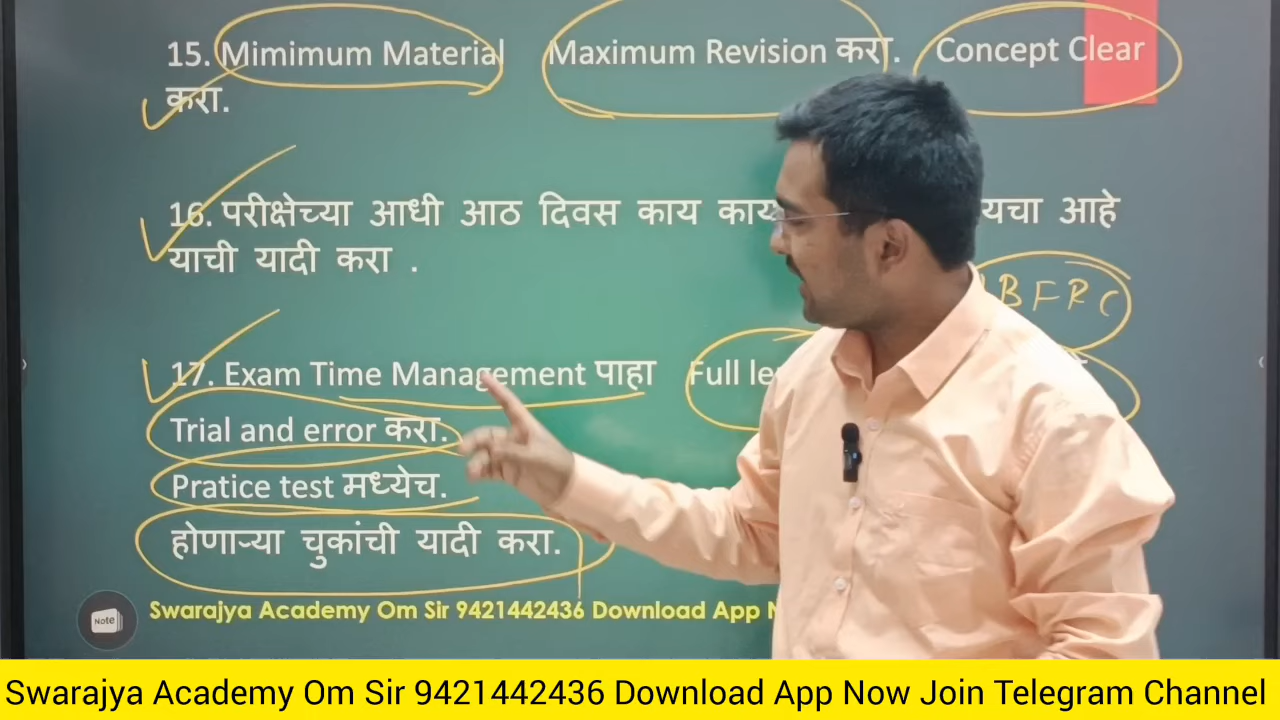 15. Mimimum Material Maximum Revision करा. Concept Clear
करा.
16. परीक्षेच्या आधी आठ दिवस काय काय यचा आहे
याची यादी करा .
BFRC
17. Exam Time Management पाहा Full le
Trial and error करा.
Pratice test मध्येच.
होणाऱ्या चुकांची यादी करा.
Note
Swarajya Academy Om Sir 9421442436 Download App N
Swarajya Academy Om Sir 9421442436 Download App Now Join Telegram Channel